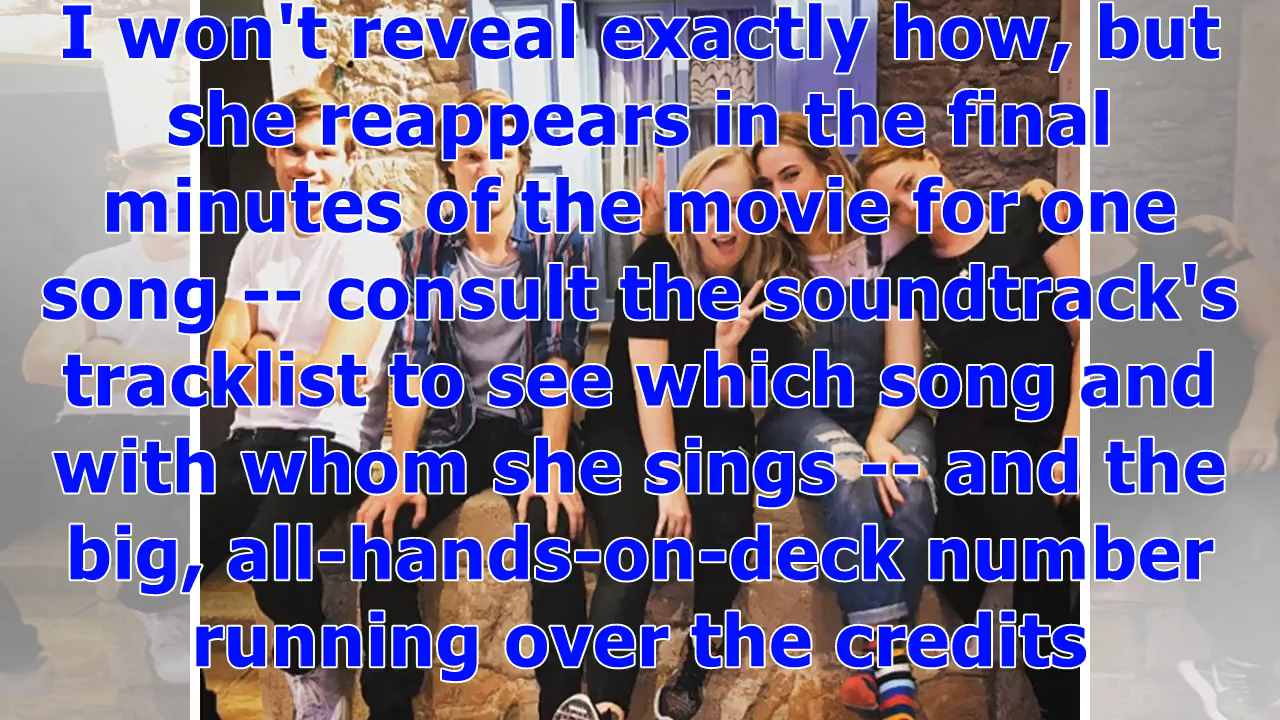 I won't reveal exactly how, but
she reappears in the final
minutes of the movie for one
song -- consult the soundtrack's
tracklist to see which song and
with whom she sings -- and the
big, all-hands-on-deck number
running over the credits